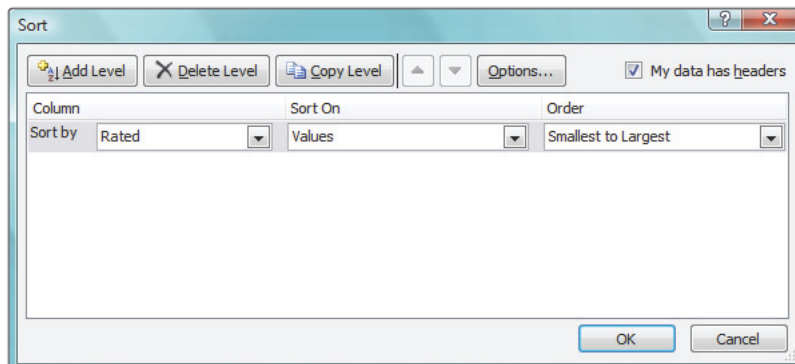 Sort
Add Level Delete Level Copy Level Options... My data has headers
Column Sort On Order
Sort by Rated Values Smallest to Largest
OK Cancel